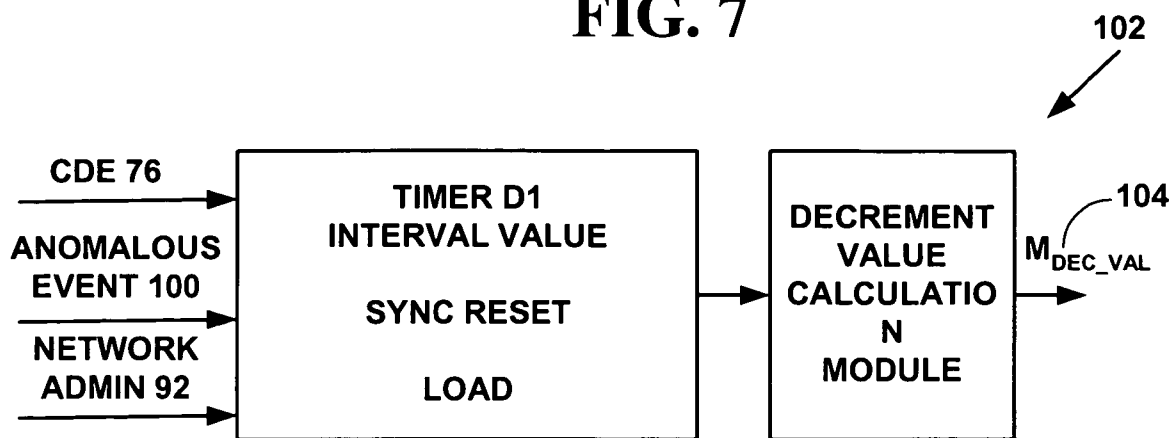 FIG. 7
102
CDE 76
ANOMALOUS
EVENT 100
NETWORK
ADMIN 92
TIMER D1
INTERVAL VALUE
SYNC RESET
LOAD
DECREMENT
VALUE
CALCULATIO
N
MODULE
104
M_DEC_VAL